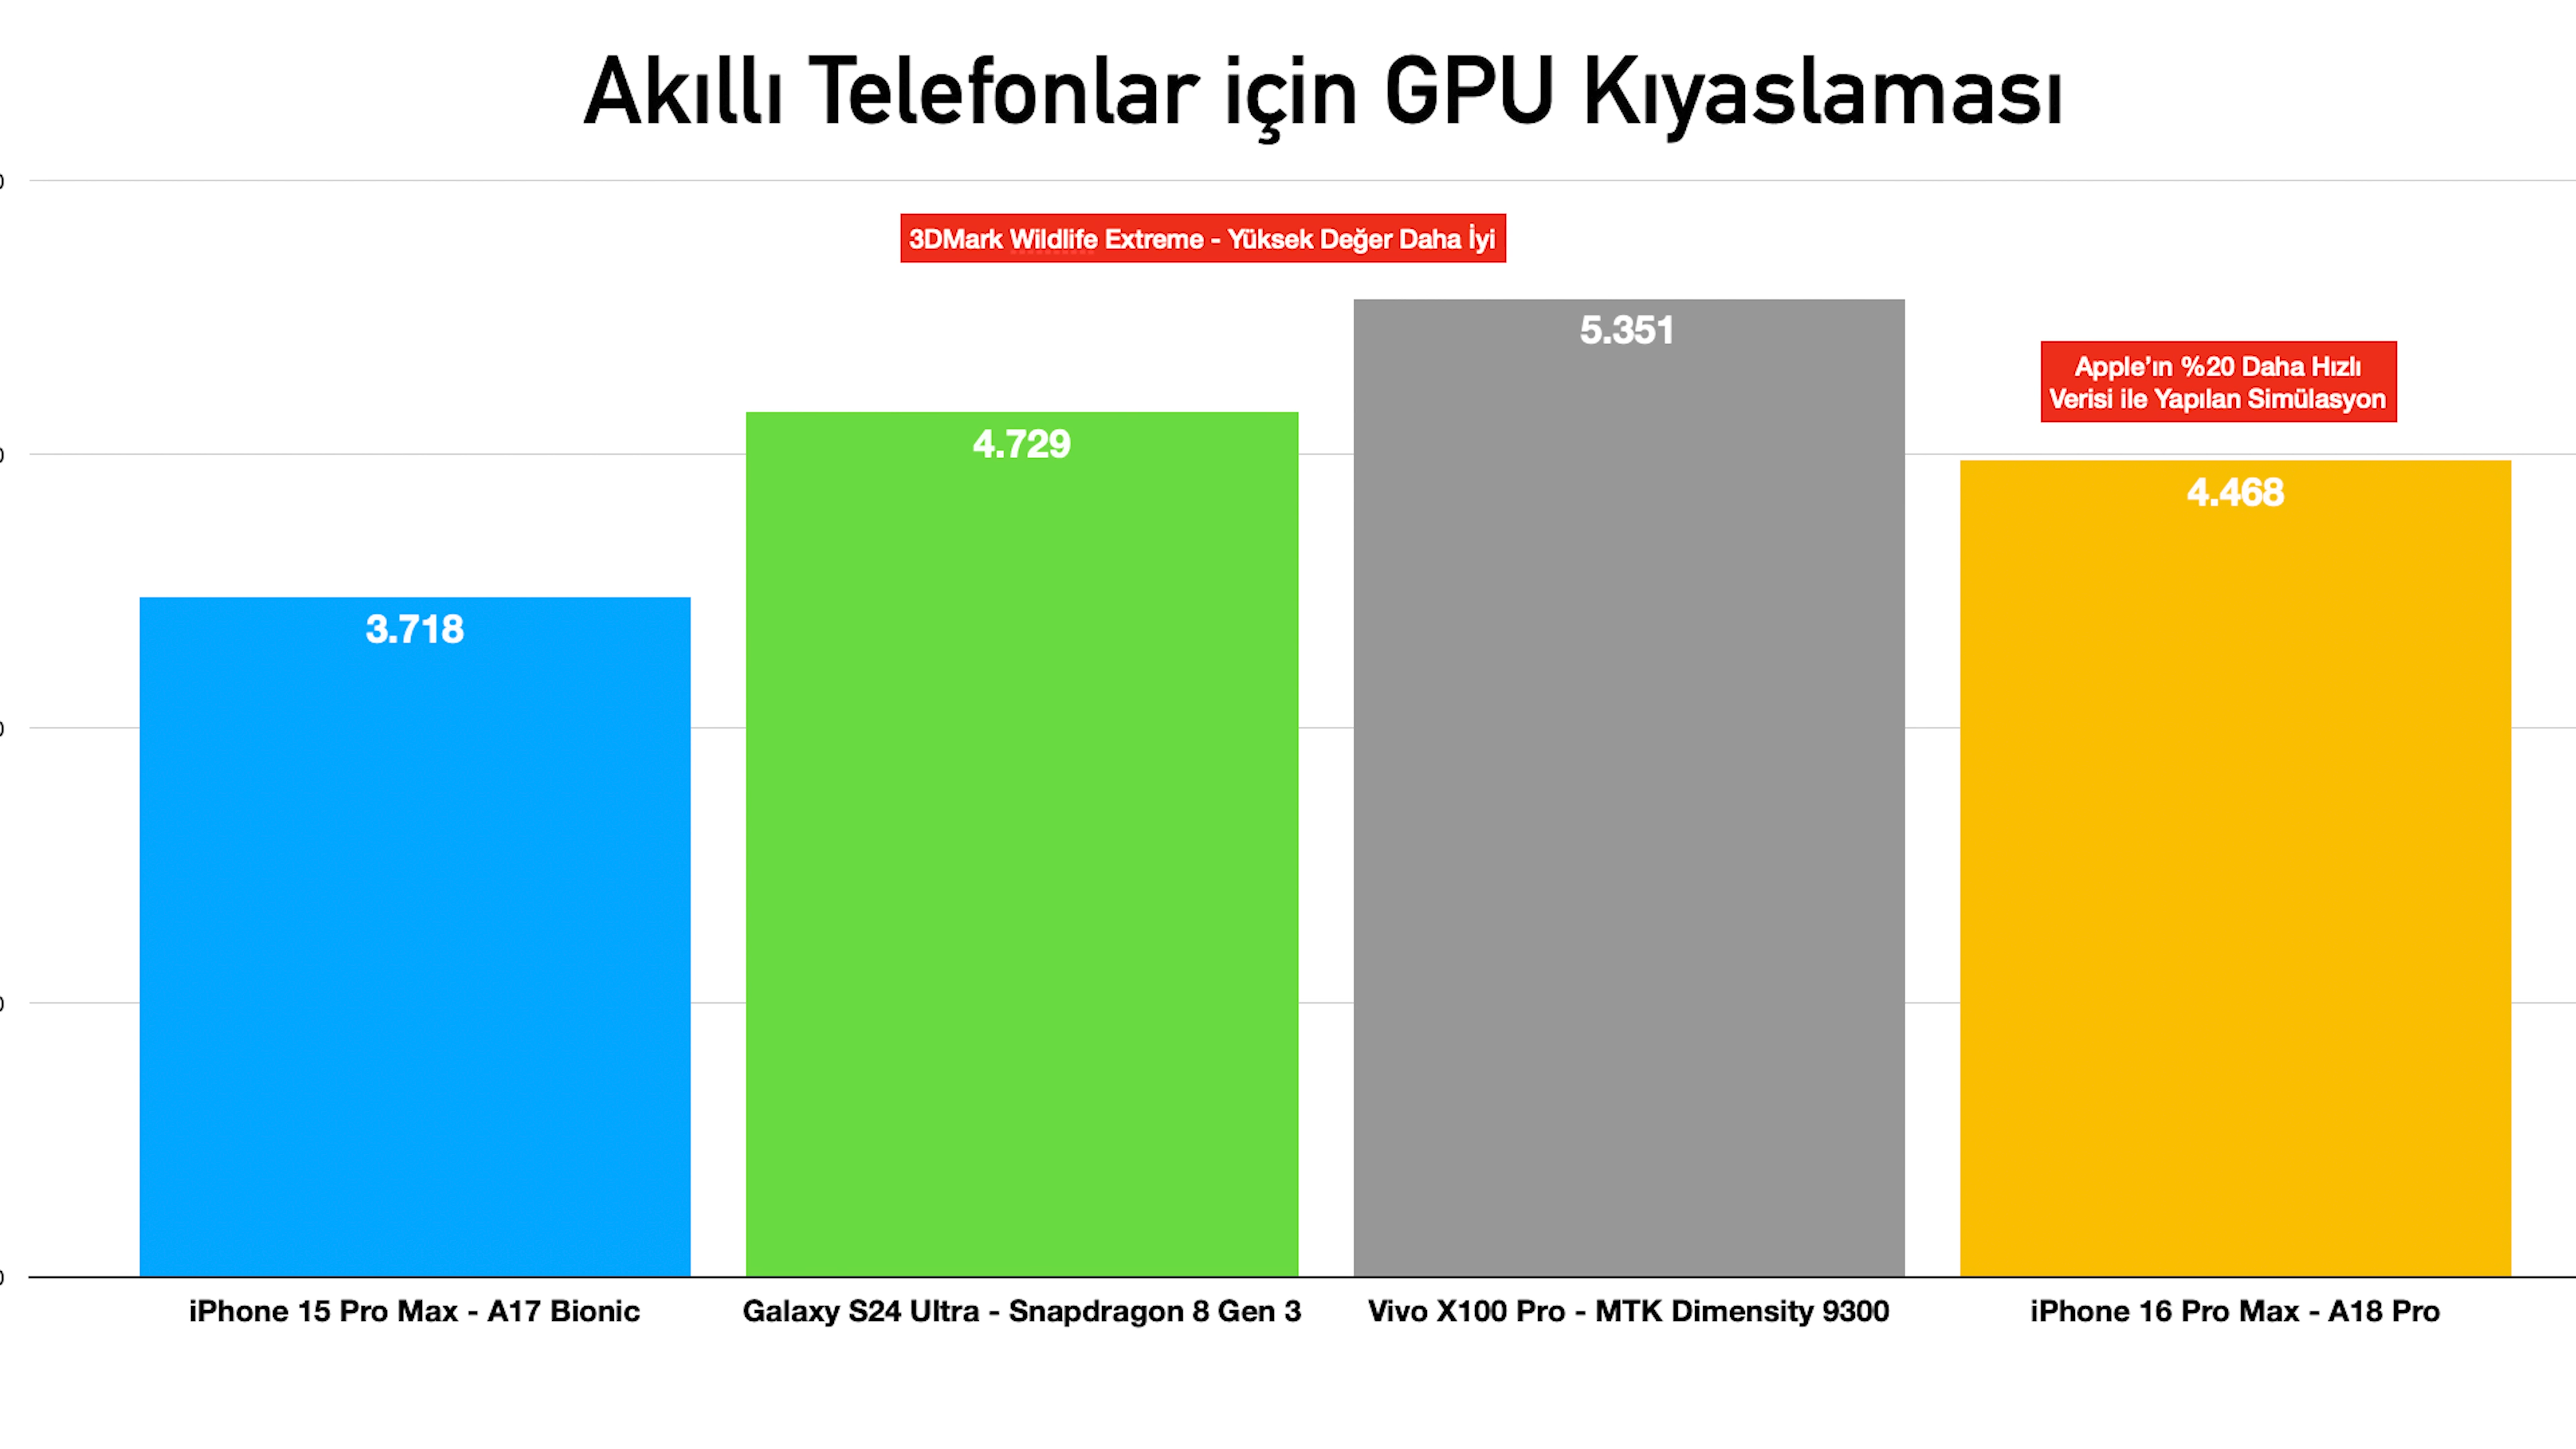 Akıllı Telefonlar için GPU Kıyaslaması
3DMark Wildlife Extreme - Yüksek Değer Daha İyi
5.351
Apple’ın %20 Daha Hızlı
Verisi ile Yapılan Simülasyon
4.729
4.468
3.718
iPhone 15 Pro Max - A17 Bionic
Galaxy S24 Ultra - Snapdragon 8 Gen 3
Vivo X100 Pro - MTK Dimensity 9300
iPhone 16 Pro Max - A18 Pro